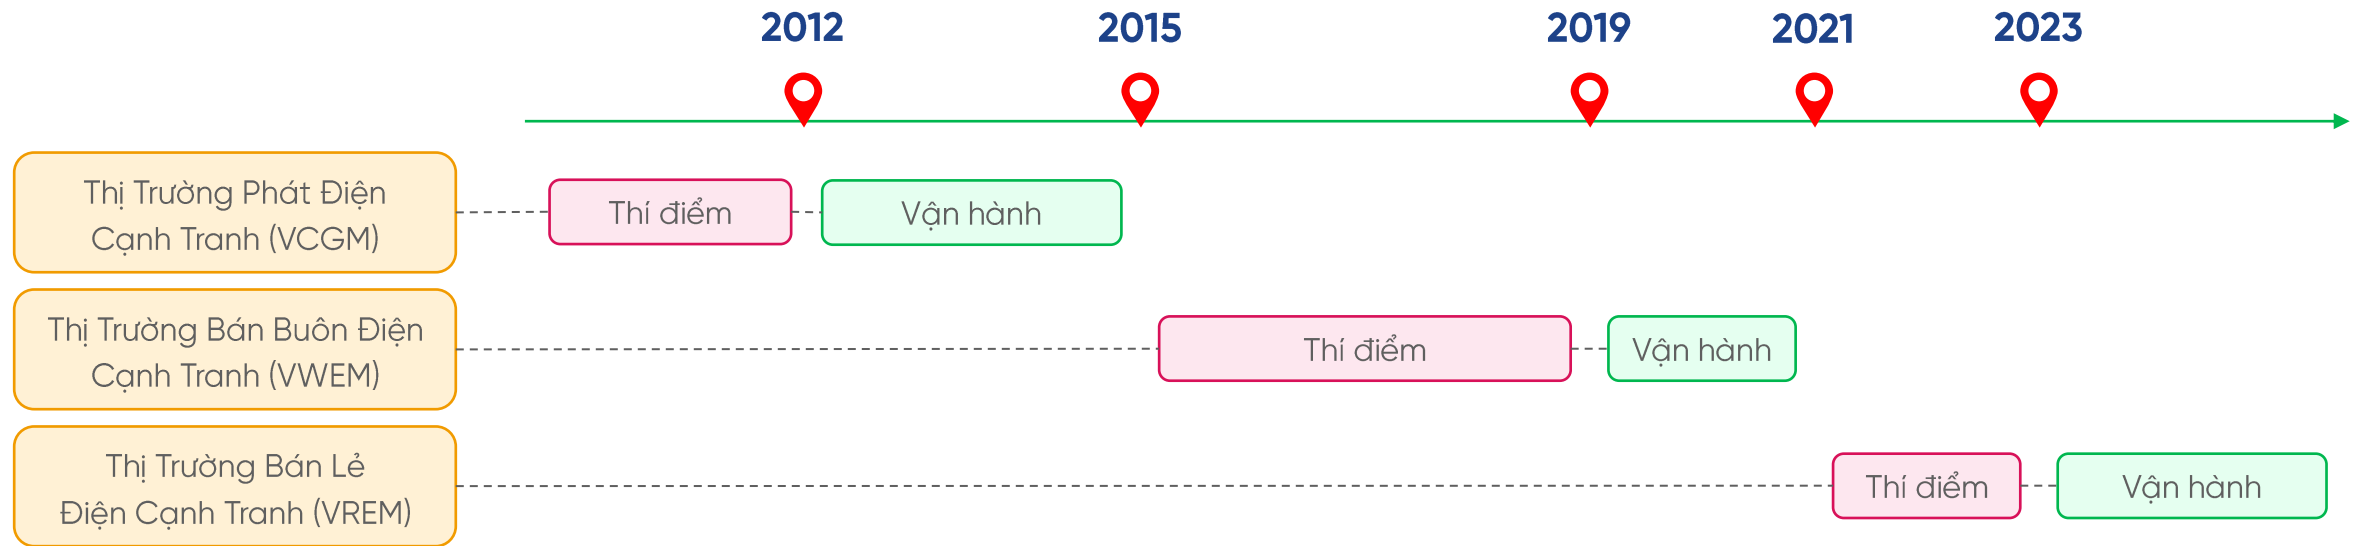 2012 2015 2019 2021 2023
Thị Trường Phát Điện
Cạnh Tranh (VCGM)
Thí điểm
Vận hành
Thị Trường Bán Buôn Điện
Cạnh Tranh (VWEM)
Thí điểm
Vận hành
Thị Trường Bán Lẻ
Điện Cạnh Tranh (VREM)
Thí điểm
Vận hành